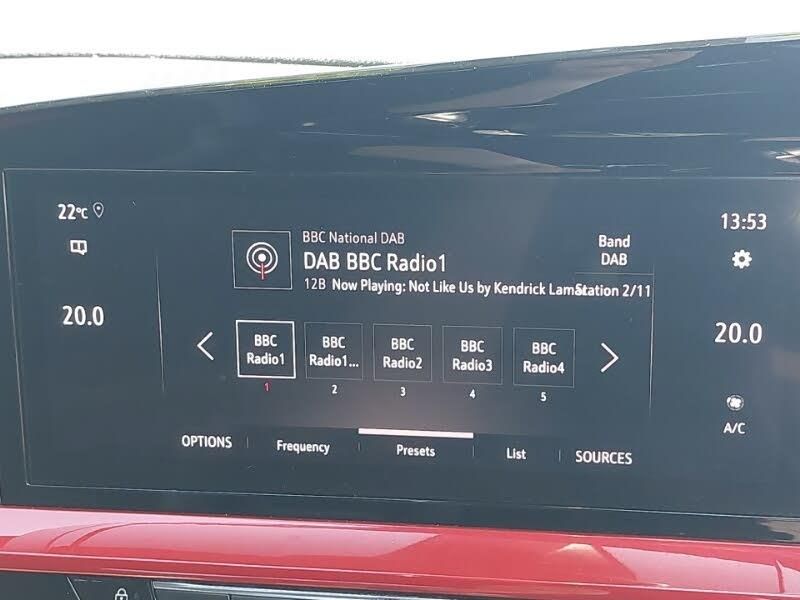 22°C
20.0
BBC National DAB
DAB BBC Radio1
12B Now Playing: Not Like Us by Kendrick Lamar
Band
DAB
Station 2/11
13:53
20.0
BBC
Radio1
BBC
Radio1...
BBC
Radio2
BBC
Radio3
BBC
Radio4
1
2
3
4
5
A/C
OPTIONS
Frequency
Presets
List
SOURCES